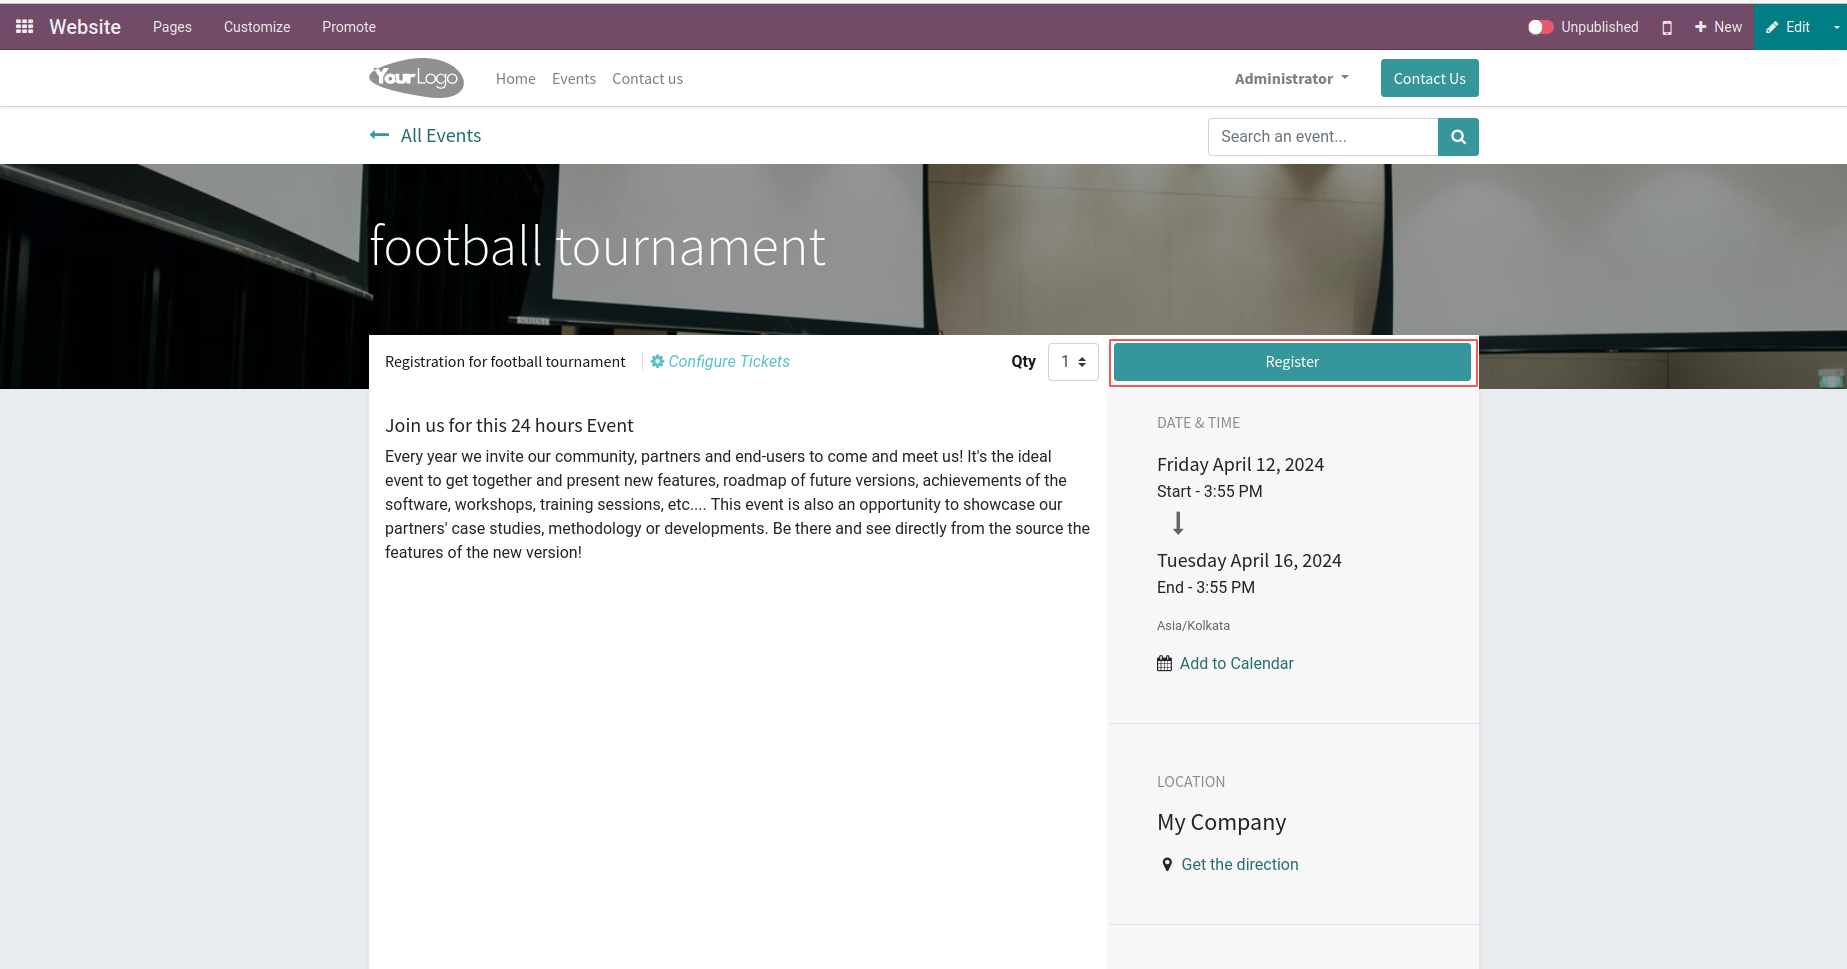 Website Pages Customize Promote Unpublished New Edit
YourLogo Home Events Contact us Administrator Contact Us
All Events Search an event...
football tournament
Registration for football tournament Configure Tickets Qty 1 Register
Join us for this 24 hours Event
Every year we invite our community, partners and end-users to come and meet us! It's the ideal
event to get together and present new features, roadmap of future versions, achievements of the
software, workshops, training sessions, etc.... This event is also an opportunity to showcase our
partners' case studies, methodology or developments. Be there and see directly from the source the
features of the new version!
DATE & TIME
Friday April 12, 2024
Start - 3:55 PM
Tuesday April 16, 2024
End - 3:55 PM
Asia/Kolkata
Add to Calendar
LOCATION
My Company
Get the direction